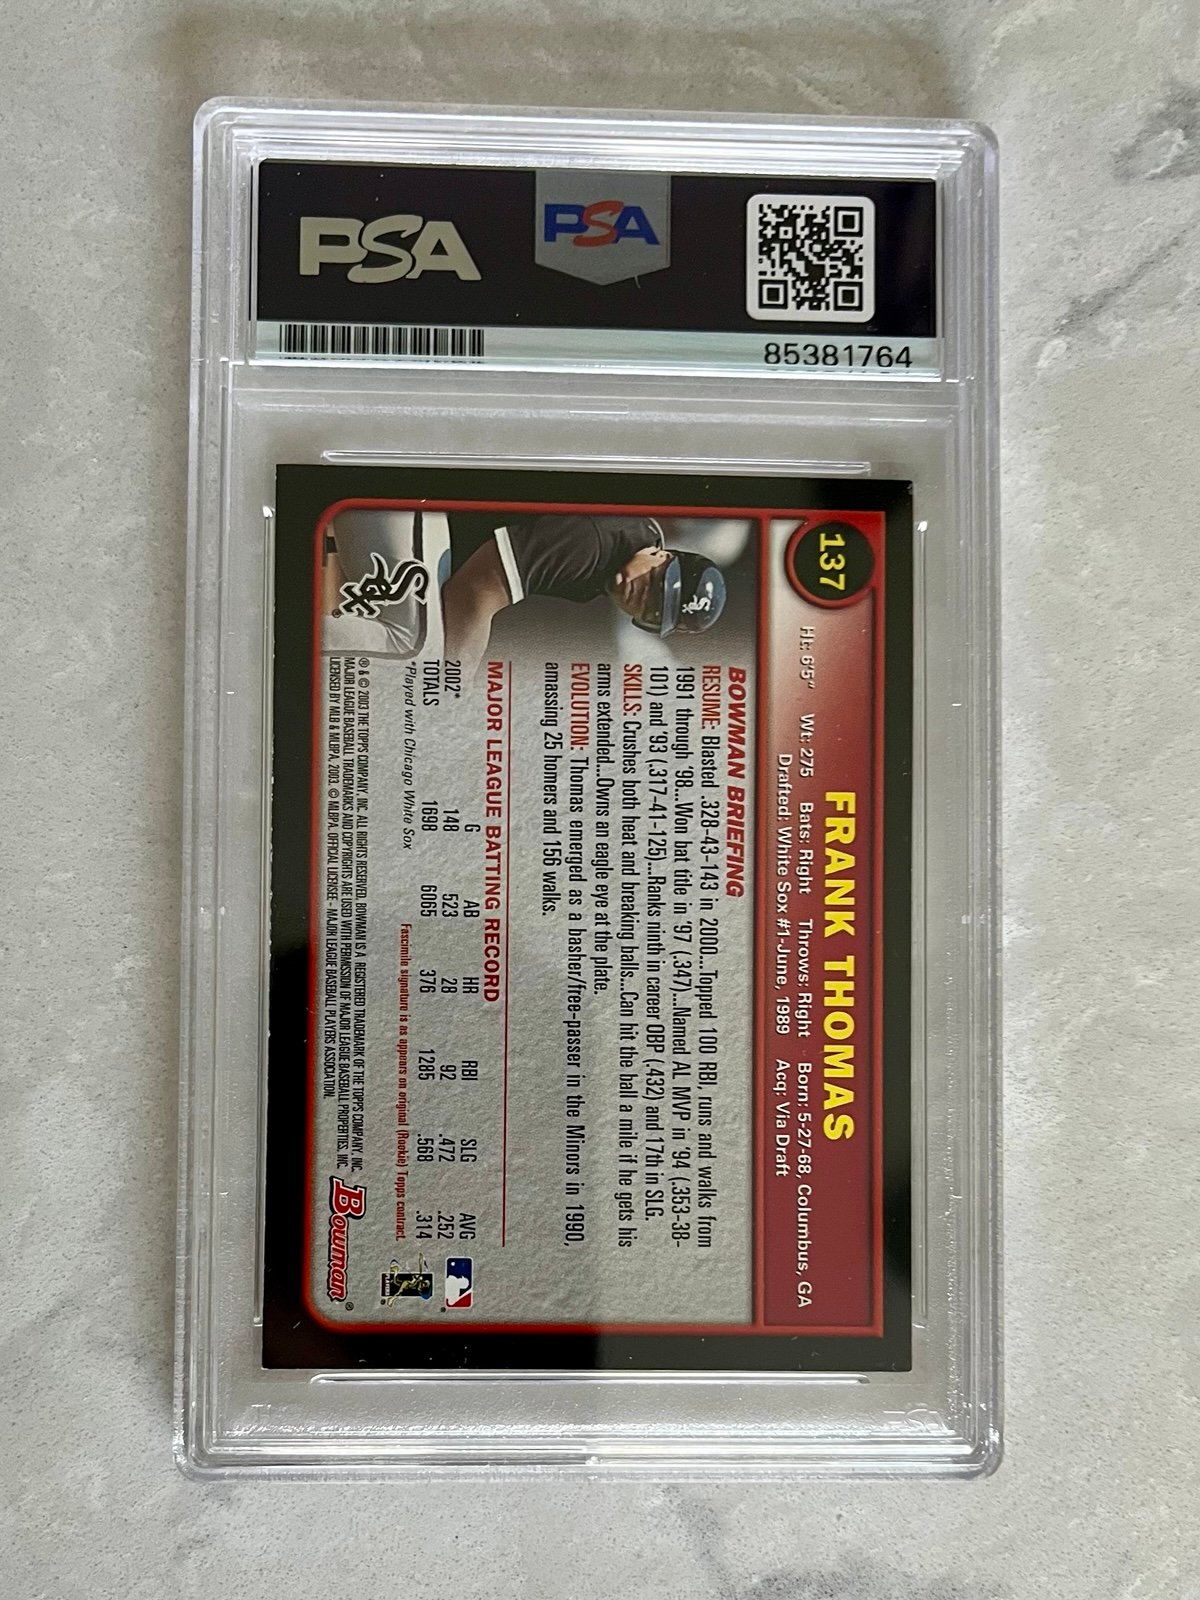 PSA
PSA
85381764
137
FRANK THOMAS
Ht: 6'5" Wt: 275 Bats: Right Throws: Right Born: 5-27-68, Columbus, GA
Drafted: White Sox #1-June, 1989 Acq: Via Draft
BOWMAN BRIEFING
RESUME: Blasted .328-43-143 in 2000...Topped 100 RBI, runs and walks from
1991 through '98...Won bat title in '97 (.347)...Named AL MVP in '94 (.353-38-
101) and '93 (.317-41-125)...Ranks ninth in career OBP (.432) and 17th in SLG.
SKILLS: Crushes both heat and breaking balls...Can hit the ball a mile if he gets his
arms extended...Owns an eagle eye at the plate.
EVOLUTION: Thomas emerged as a basher/free-passer in the Minors in 1990,
amassing 25 homers and 156 walks.
MAJOR LEAGUE BATTING RECORD
G AB HR RBI SLG AVG
2002* 148 523 28 92 .472 .252
TOTALS 1698 6065 376 1285 .568 .314
*Played with Chicago White Sox
Fascimile signature is as appears on original (Rookie) Topps contract.
Sox
Sox
® & © 2003 THE TOPPS COMPANY, INC. ALL RIGHTS RESERVED. BOWMAN IS A REGISTERED TRADEMARK OF THE TOPPS COMPANY, INC.
MAJOR LEAGUE BASEBALL TRADEMARKS AND COPYRIGHTS ARE USED WITH PERMISSION OF MAJOR LEAGUE BASEBALL PROPERTIES, INC.
LICENSED BY MLB & MLBPA, 2003. © MLBPA. OFFICIAL LICENSEE - MAJOR LEAGUE BASEBALL PLAYERS ASSOCIATION.
Bowman